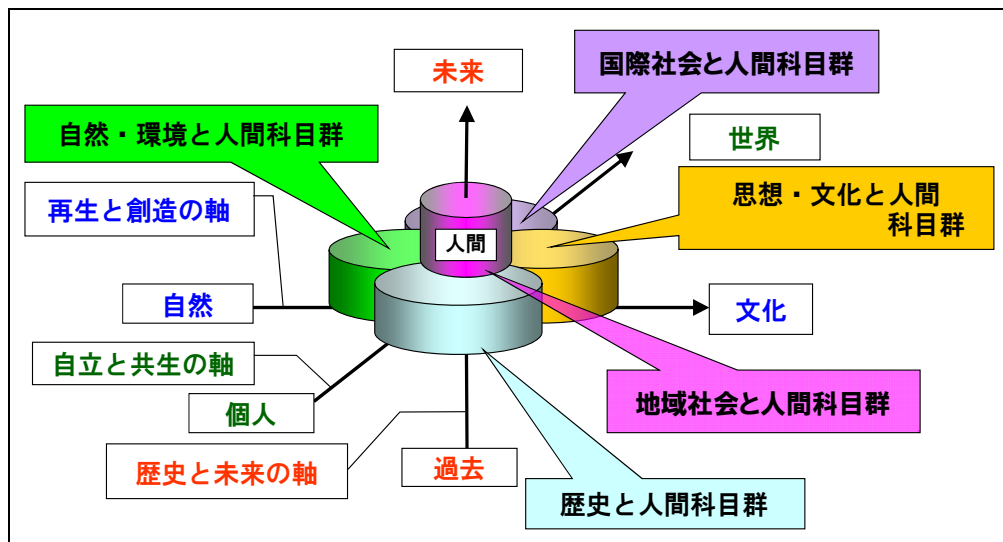 未来
国際社会と人間科目群
自然・環境と人間科目群
世界
再生と創造の軸
思想・文化と人間
科目群
人間
自然
文化
自立と共生の軸
個人
地域社会と人間科目群
歴史と未来の軸
過去
歴史と人間科目群